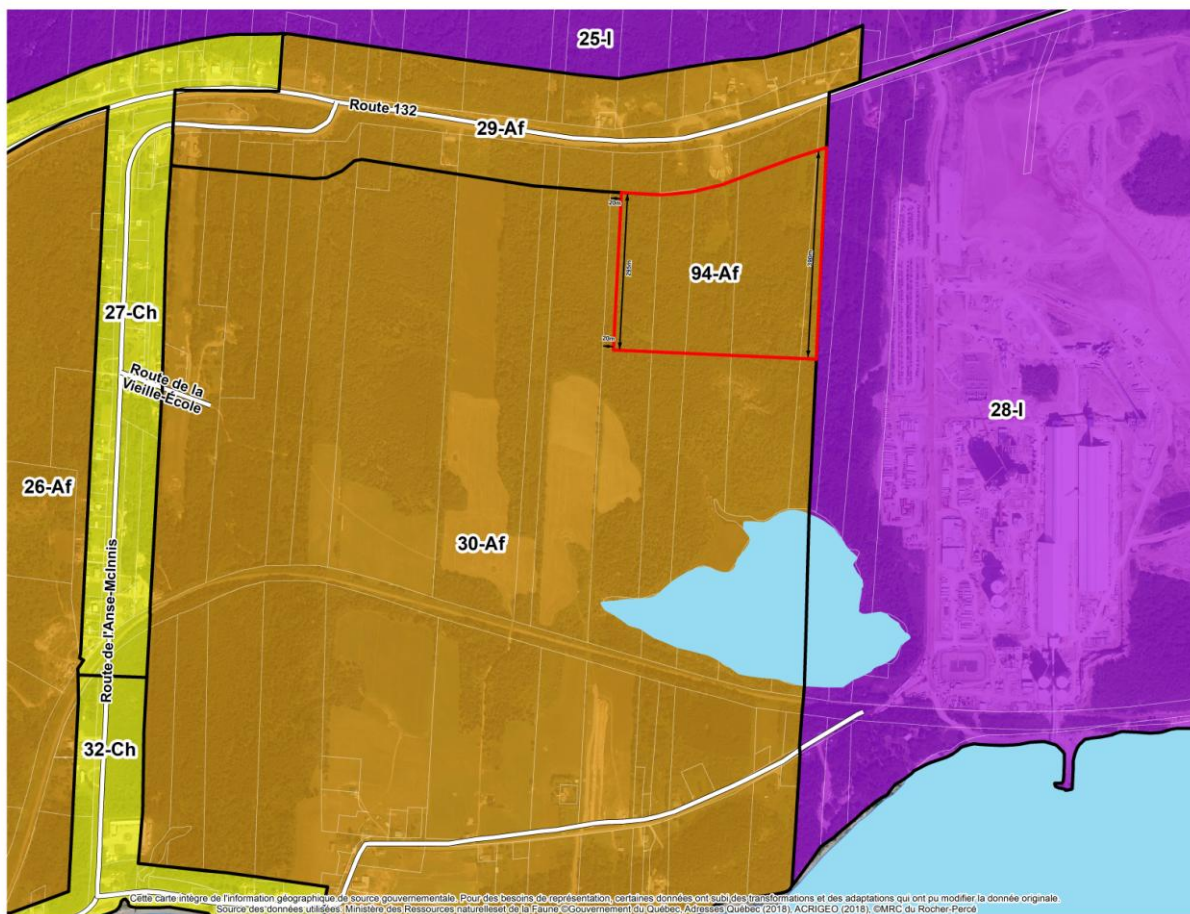 25-I
Route 132
29-Af
20m
295m
390m
94-Af
27-Ch
20m
Route de la
Vieille-École
28-I
26-Af
30-Af
Route de l'Anse-McInnis
32-Ch
Cette carte intègre de l'information géographique de source gouvernementale. Pour des besoins de représentation, certaines données ont subi des transformations et des adaptations qui ont pu modifier la donnée originale.
Source des données utilisées: Ministère des Ressources naturelleset de la Faune ©Gouvernement du Québec, Adresses Québec (2018), ACRIGEO (2018), ©MRC du Rocher-Percé